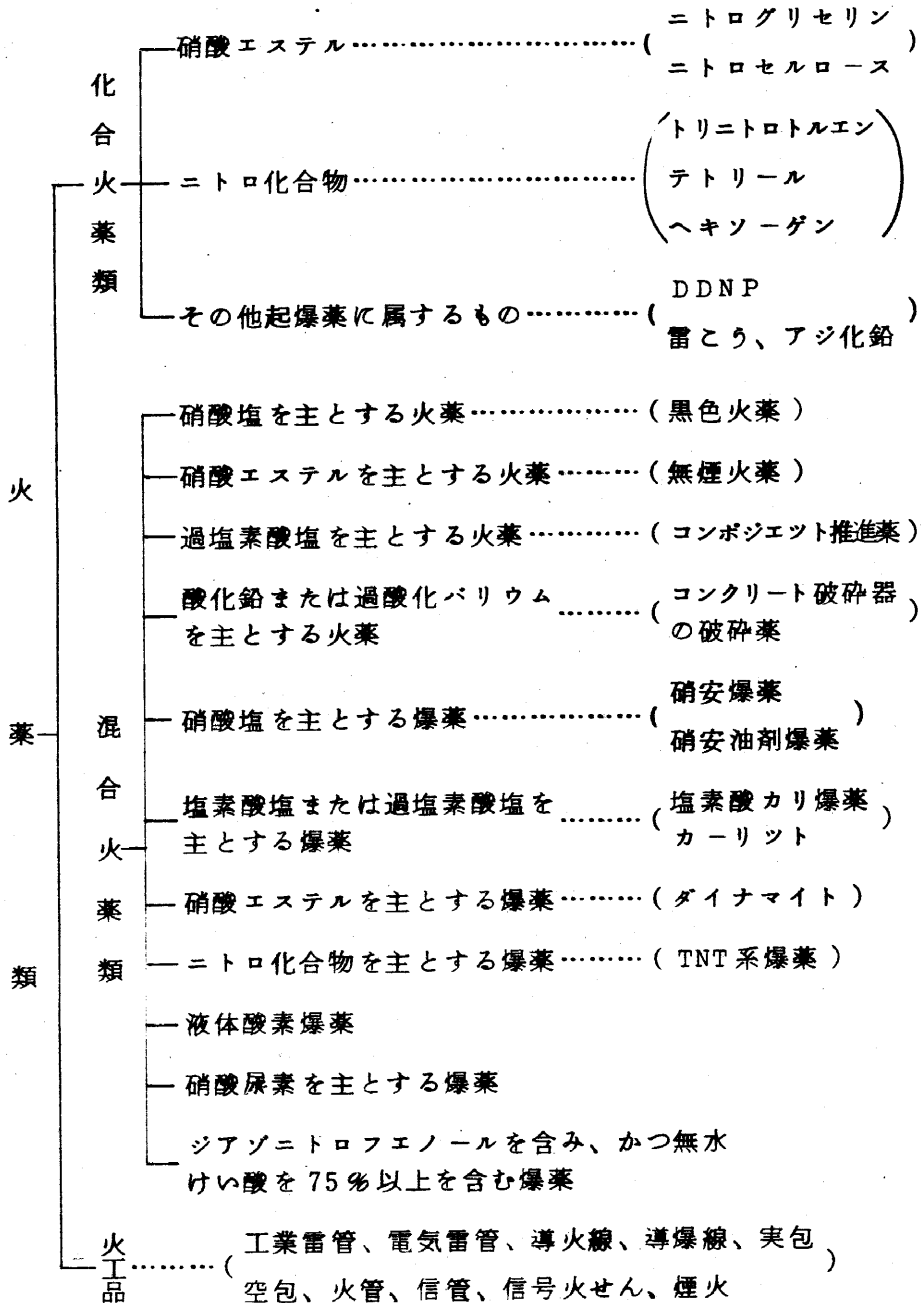 火薬類
化合火薬類
硝酸エステル……………………………(ニトログリセリン
ニトロセルロース)
ニトロ化合物……………………………(トリニトロトルエン
テトリール
ヘキソーゲン)
その他起爆薬に属するもの…………(DDNP
雷こう、アジ化鉛)
混合火薬類
硝酸塩を主とする火薬………………(黒色火薬)
硝酸エステルを主とする火薬………(無煙火薬)
過塩素酸塩を主とする火薬…………(コンポジエツト推進薬)
酸化鉛または過酸化バリウム
を主とする火薬………(コンクリート破砕器
の破砕薬)
硝酸塩を主とする爆薬………………(硝安爆薬
硝安油剤爆薬)
塩素酸塩または過塩素酸塩を
主とする爆薬………(塩素酸カリ爆薬
カーリツト)
硝酸エステルを主とする爆薬………(ダイナマイト)
ニトロ化合物を主とする爆薬………(TNT系爆薬)
液体酸素爆薬
硝酸尿素を主とする爆薬
ジアゾニトロフエノールを含み、かつ無水
けい酸を75%以上を含む爆薬
火工品………(工業雷管、電気雷管、導火線、導爆線、実包
空包、火管、信管、信号火せん、煙火)